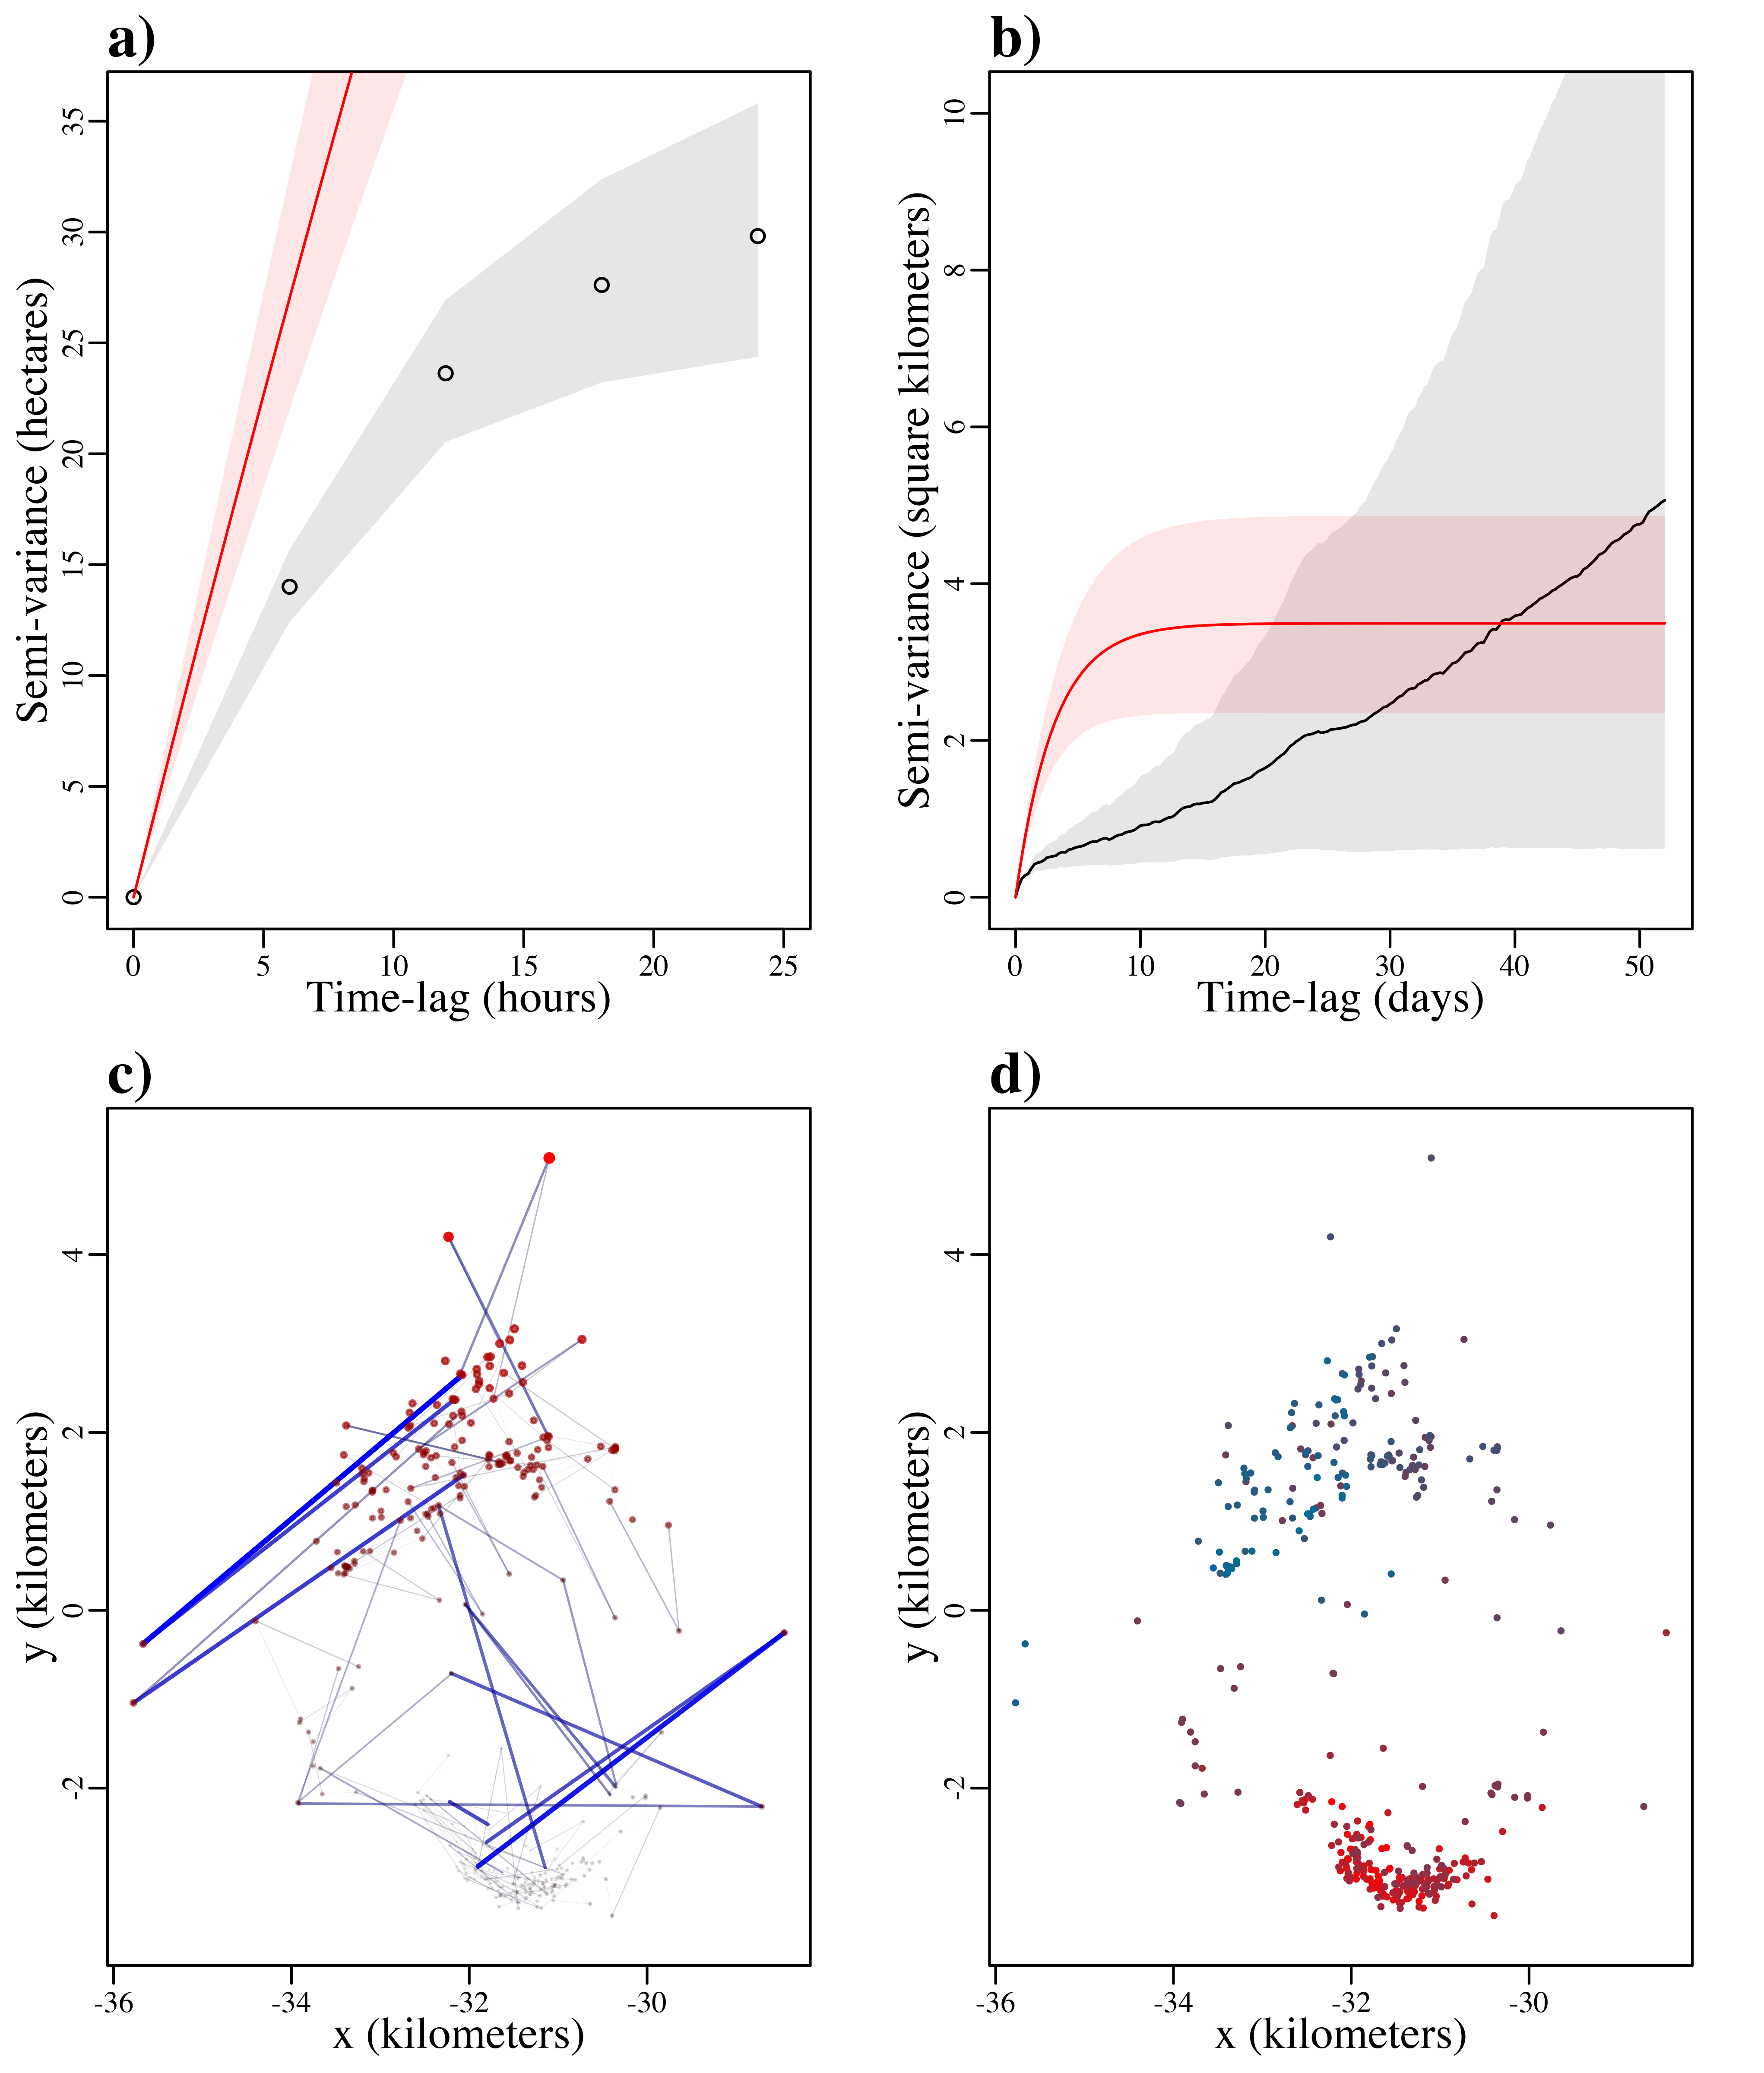 a)
Semi-variance (hectares)
35
30
25
20
15
10
5
0
0 5 10 15 20 25
Time-lag (hours)
b)
Semi-variance (square kilometers)
10
8
6
4
2
0
0 10 20 30 40 50
Time-lag (days)
c)
y (kilometers)
4
2
0
-2
-36 -34 -32 -30
x (kilometers)
d)
y (kilometers)
4
2
0
-2
-36 -34 -32 -30
x (kilometers)